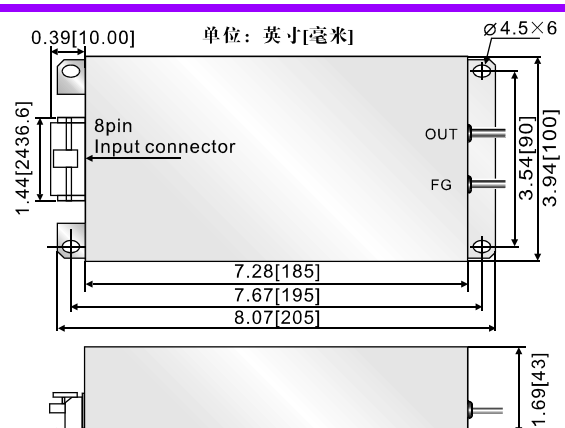 0.39[10.00]
单位：英寸[毫米]
⌀4.5×6
8pin
Input connector
OUT
FG
1.44[2436.6]
3.54[90]
3.94[100]
7.28[185]
7.67[195]
8.07[205]
1.69[43]